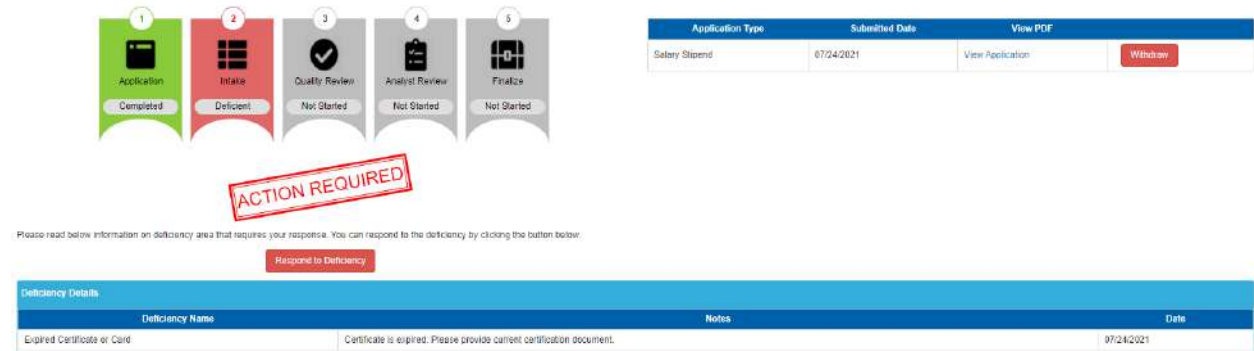 1 2 3 4 5
Application Intake Quality Review Analyst Review Finalize
Completed Deficient Not Started Not Started Not Started
Application Type Submitted Date View PDF
Salary Stipend 07/24/2021 View Application Withdraw
ACTION REQUIRED
Please read below information on deficiency area that requires your response. You can respond to the deficiency by clicking the button below.
Respond to Deficiency
Deficiency Details
Deficiency Name Notes Date
Expired Certificate or Card Certificate is expired. Please provide current certification document. 07/24/2021